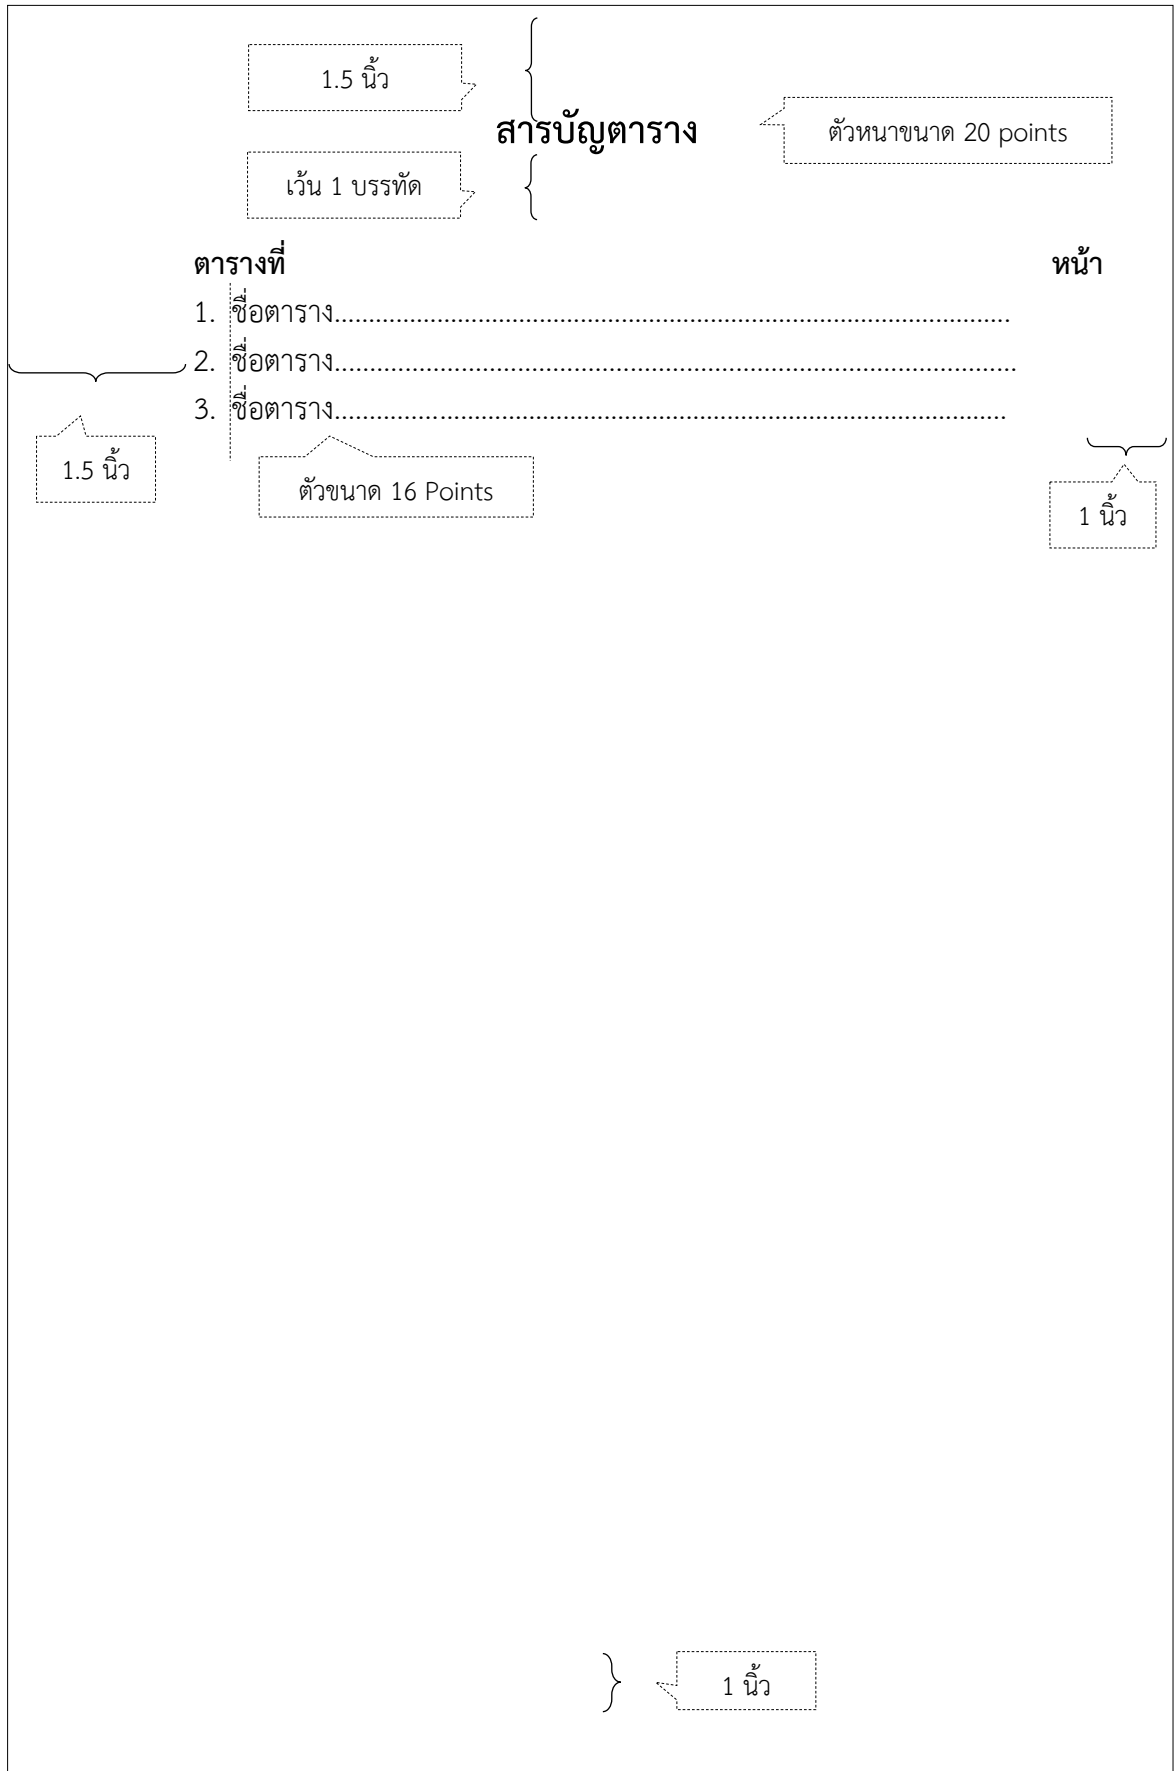 1.5 นิ้ว
สารบัญตาราง
ตัวหนาขนาด 20 points
เว้น 1 บรรทัด
ตารางที่ หน้า
1. ชื่อตาราง..................................................................................................
2. ชื่อตาราง...................................................................................................
3. ชื่อตาราง.................................................................................................
1.5 นิ้ว
ตัวขนาด 16 Points
1 นิ้ว
1 นิ้ว